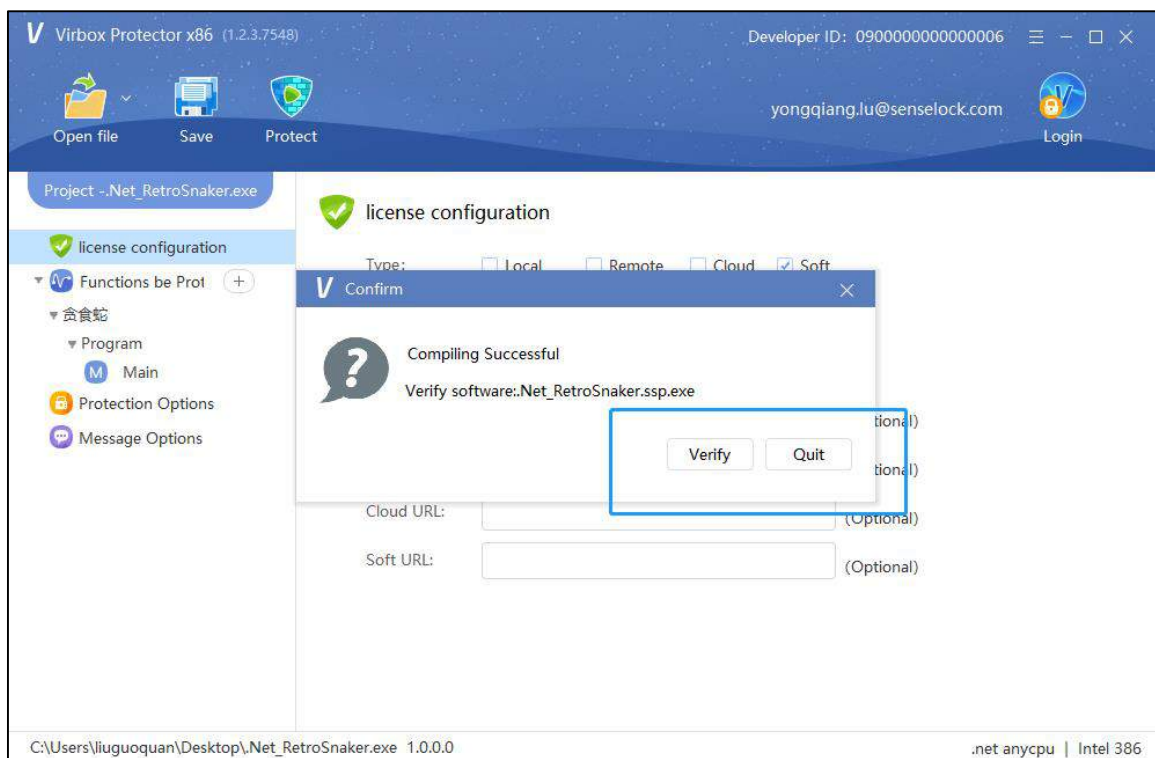 Virbox Protector x86 (1.2.3.7548)
Developer ID: 0900000000000006
Open file
Save
Protect
yongqiang.lu@senselock.com
Login
Project -.Net_RetroSnaker.exe
license configuration
Functions be Prot
贪食蛇
Program
M Main
Protection Options
Message Options
license configuration
Type: Local Remote Cloud Soft
V Confirm
Compiling Successful
Verify software:.Net_RetroSnaker.ssp.exe
Verify Quit
tional)
tional)
Cloud URL: (Optional)
Soft URL: (Optional)
C:\Users\liuguoquan\Desktop\.Net_RetroSnaker.exe 1.0.0.0
.net anycpu | Intel 386